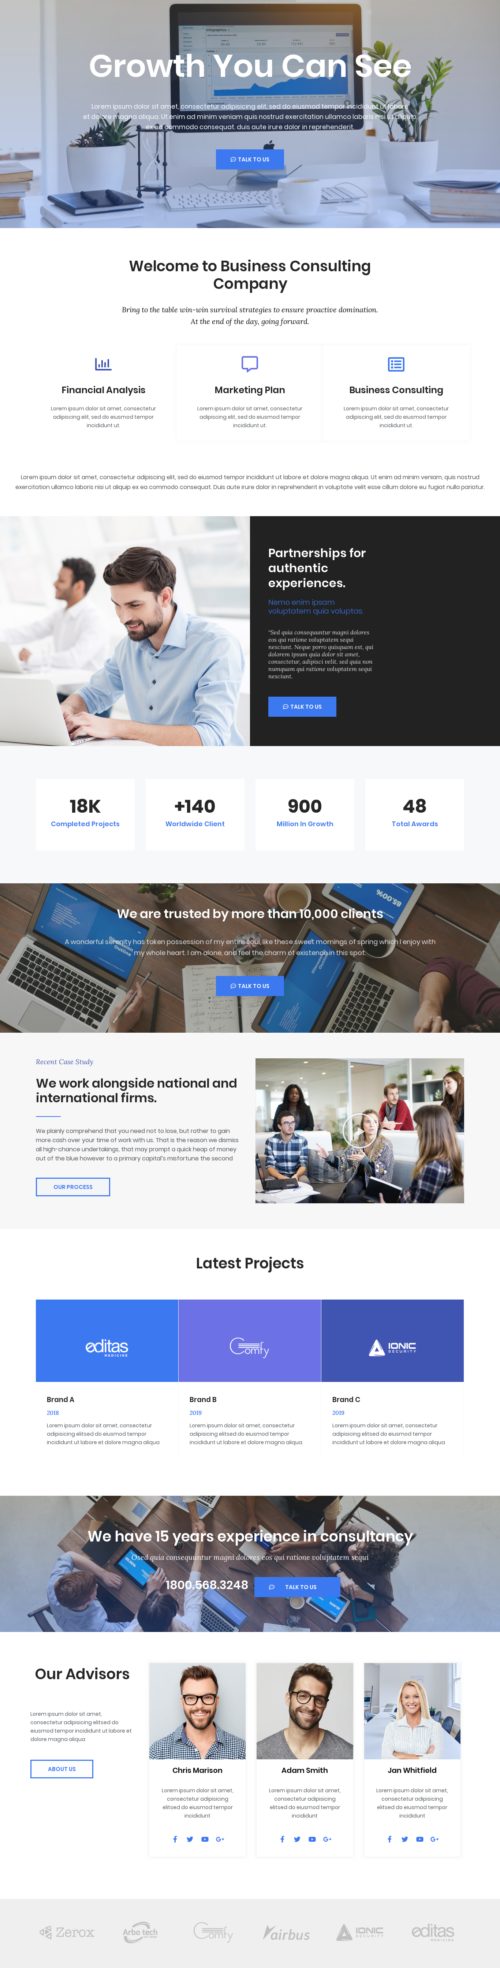 Growth You Can See
Lorem ipsum dolor sit amet, consectetur adipisicing elit, sed do eiusmod tempor incididunt ut labore
et dolore magna aliqua. Ut enim ad minim veniam quis nostrud exercitation ullamco laboris nisi ut aliquip
ex ea commodo consequat. duis aute irure dolor in reprehenderit.
TALK TO US
Welcome to Business Consulting
Company
Bring to the table win-win survival strategies to ensure proactive domination.
At the end of the day, going forward.
Financial Analysis
Lorem ipsum dolor sit amet, consectetur
adipisicing elit, sed do eiusmod tempor
incididunt ut
Marketing Plan
Lorem ipsum dolor sit amet, consectetur
adipisicing elit, sed do eiusmod tempor
incididunt ut
Business Consulting
Lorem ipsum dolor sit amet, consectetur
adipisicing elit, sed do eiusmod tempor
incididunt ut
Lorem ipsum dolor sit amet, consectetur adipisicing elit, sed do eiusmod tempor incididunt ut labore et dolore magna aliqua. Ut enim ad minim veniam, quis nostrud
exercitation ullamco laboris nisi ut aliquip ex ea commodo consequat. Duis aute irure dolor in reprehenderit in voluptate velit esse cillum dolore eu fugiat nulla pariatur.
Partnerships for
authentic
experiences.
Nemo enim ipsam
voluptatem quia voluptas.
"Sed quia consequuntur magni dolores
eos qui ratione voluptatem sequi
nesciunt. Neque porro quisquam est, qui
dolorem ipsum quia dolor sit amet,
consectetur, adipisci velit, sed quia non
numquam qui ratione voluptatem sequi
nesciunt.
TALK TO US
18K
Completed Projects
+140
Worldwide Client
900
Million In Growth
48
Total Awards
We are trusted by more than 10,000 clients
A wonderful serenity has taken possession of my entire soul, like these sweet mornings of spring which I enjoy with
my whole heart. I am alone, and feel the charm of existence in this spot.
TALK TO US
Recent Case Study
We work alongside national and
international firms.
We plainly comprehend that you need not to lose, but rather to gain
more cash over your time of work with us. That is the reason we dismiss
all high-chance undertakings, that may prompt a quick heap of money
out of the blue however to a primary capital's misfortune the second
OUR PROCESS
Latest Projects
editas
MEDICINE
Comfy
IONIC
SECURITY
Brand A
2018
Lorem ipsum dolor sit amet, consectetur
adipisicing elit, sed do eiusmod tempor
incididunt ut labore et dolore magna aliqua
Brand B
2019
Lorem ipsum dolor sit amet, consectetur
adipisicing elit, sed do eiusmod tempor
incididunt ut labore et dolore magna aliqua
Brand C
2019
Lorem ipsum dolor sit amet, consectetur
adipisicing elit, sed do eiusmod tempor
incididunt ut labore et dolore magna aliqua
We have 15 years experience in consultancy
Osed quia consequuntur magni dolores eos qui ratione voluptatem sequi
1800.568.3248
TALK TO US
Our Advisors
Lorem ipsum dolor sit amet,
consectetur adipisicing elitsed do
eiusmod tempor incididunt ut labore et
dolore magna aliqua
ABOUT US
Chris Marison
Lorem ipsum dolor sit amet,
consectetur adipisicing
elitsed do eiusmod tempor
incididunt
Adam Smith
Lorem ipsum dolor sit amet,
consectetur adipisicing
elitsed do eiusmod tempor
incididunt
Jan Whitfield
Lorem ipsum dolor sit amet,
consectetur adipisicing
elitsed do eiusmod tempor
incididunt
Zerox
Arbotech
Comfy
airbus
IONIC
SECURITY
editas
MEDICINE